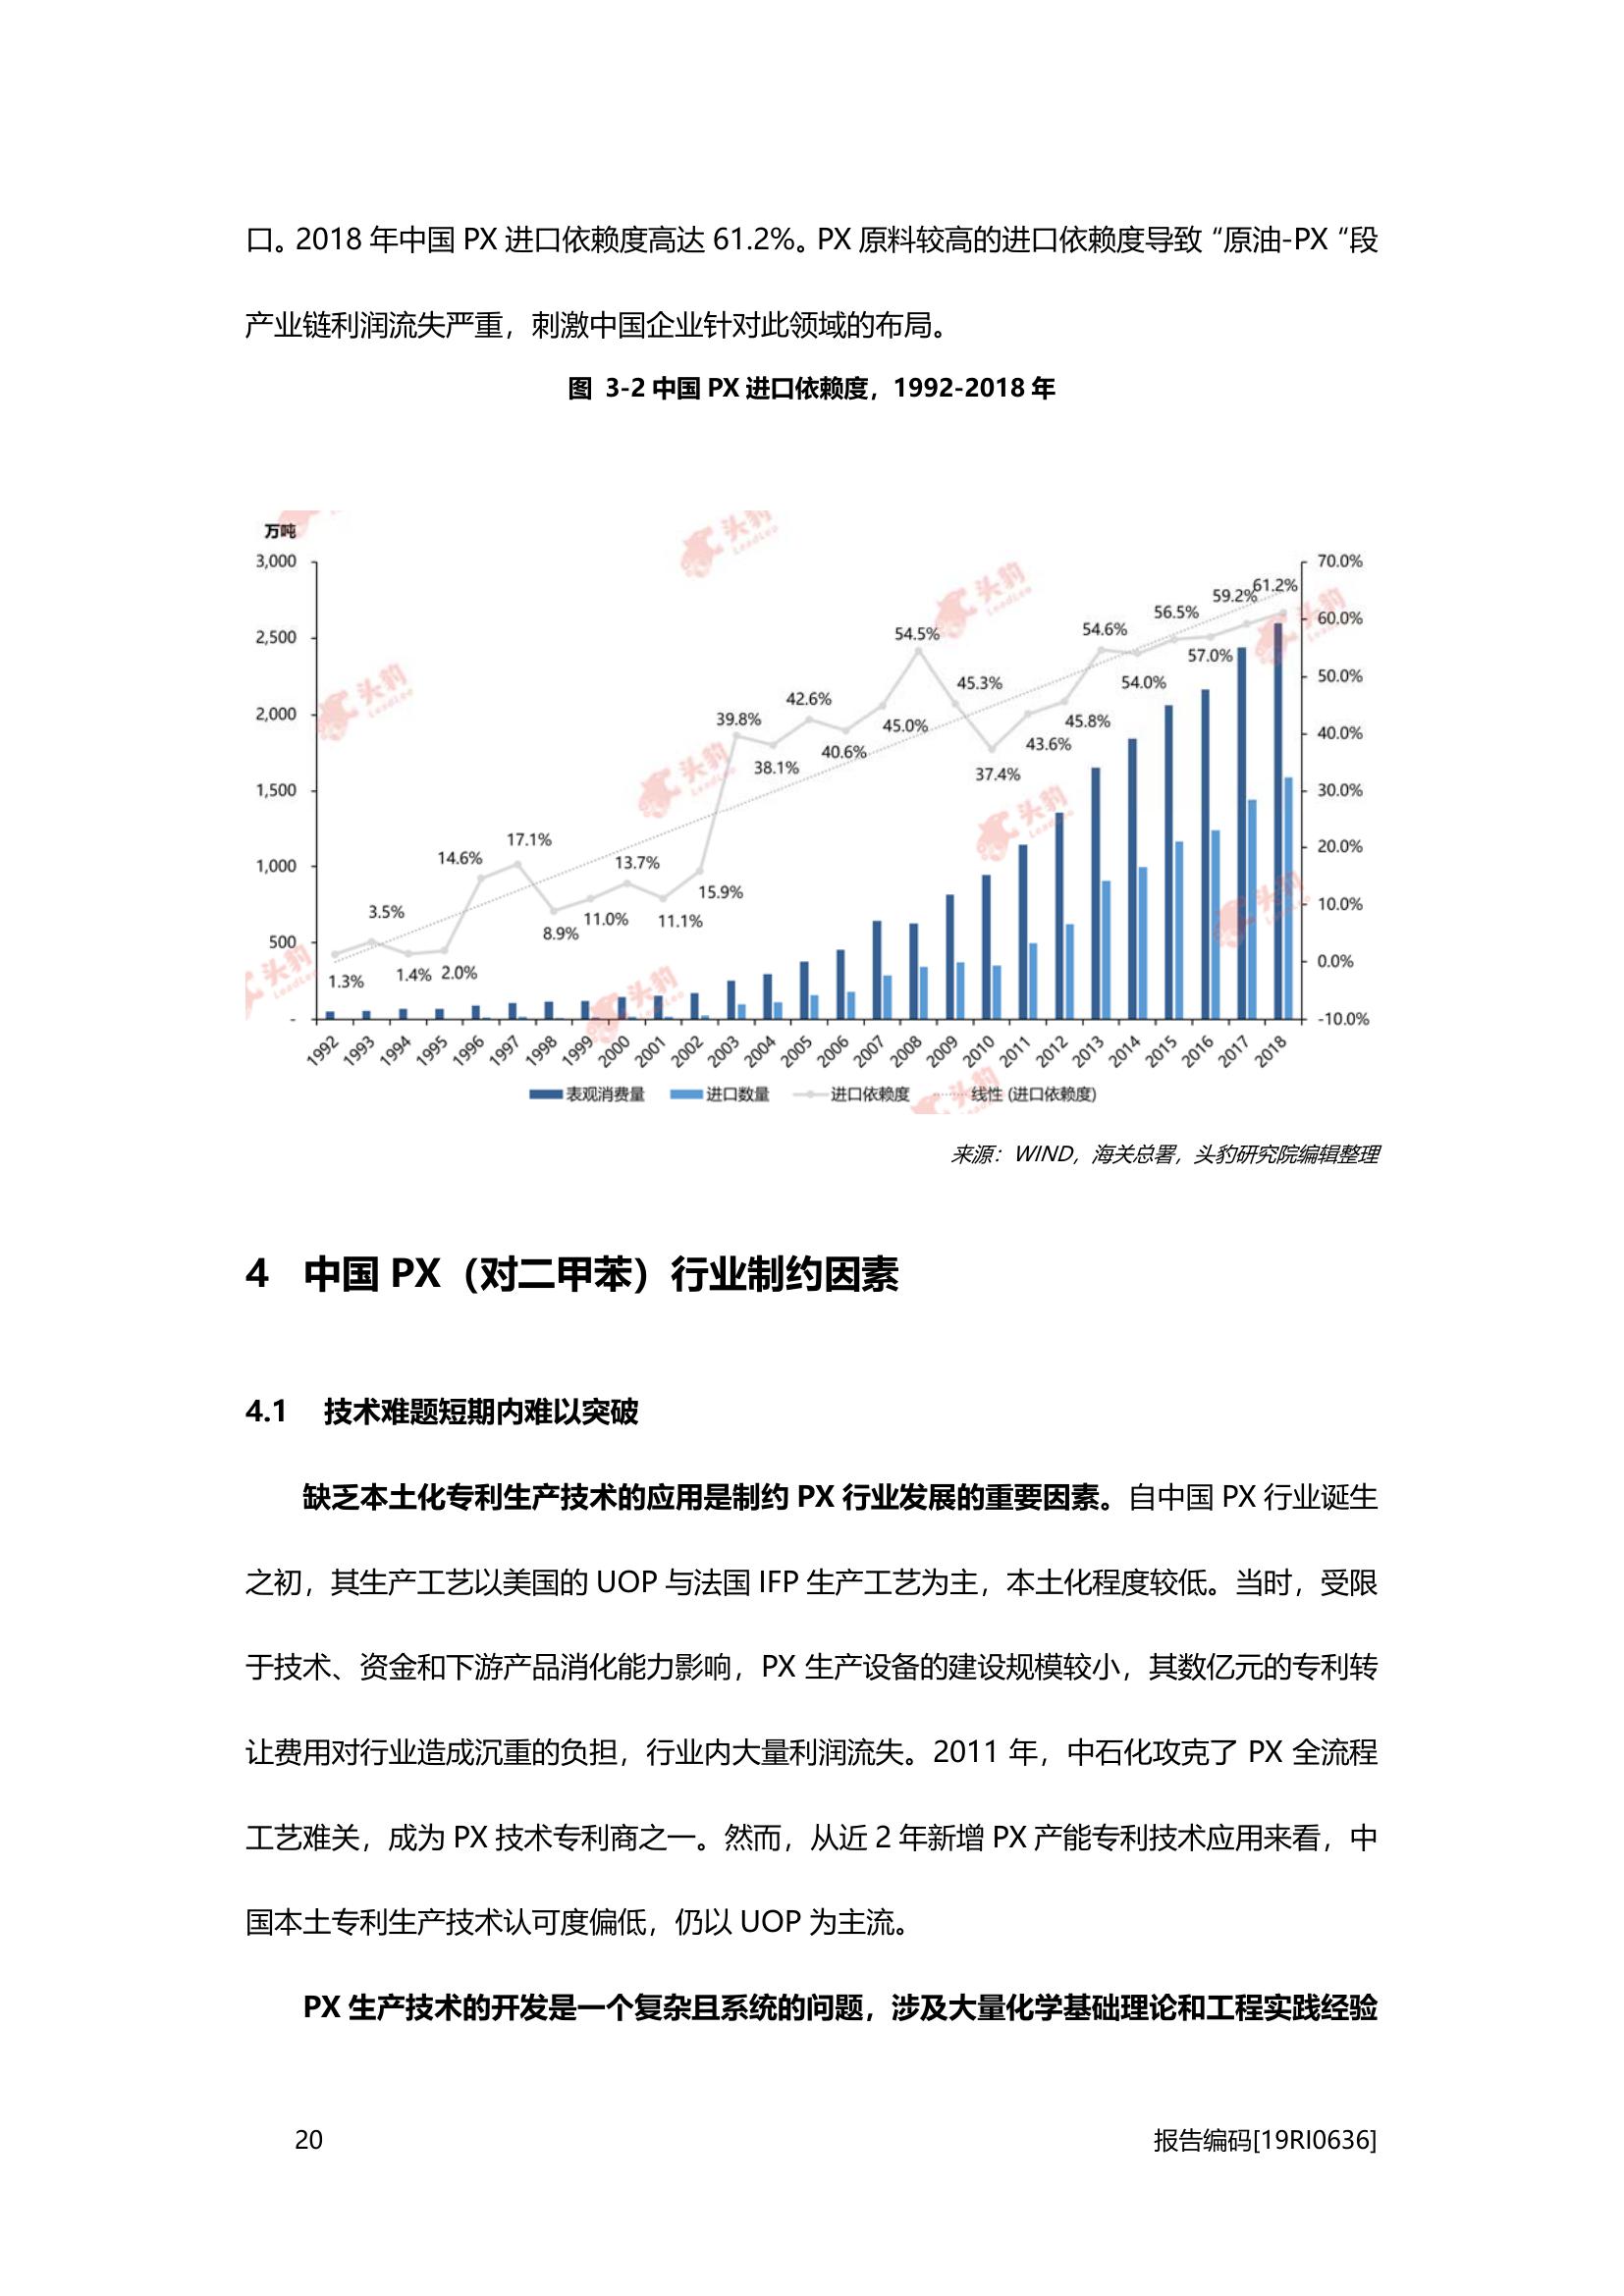 口。2018 年中国 PX 进口依赖度高达 61.2%。PX 原料较高的进口依赖度导致 “原油-PX “段
产业链利润流失严重，刺激中国企业针对此领域的布局。
图 3-2 中国 PX 进口依赖度，1992-2018 年
万吨
3,000
2,500
2,000
1,500
1,000
500
-
70.0%
60.0%
50.0%
40.0%
30.0%
20.0%
10.0%
0.0%
-10.0%
1.3%
3.5%
1.4%
2.0%
14.6%
17.1%
8.9%
11.0%
13.7%
11.1%
15.9%
39.8%
38.1%
42.6%
40.6%
45.0%
54.5%
45.3%
37.4%
43.6%
45.8%
54.6%
54.0%
56.5%
57.0%
59.2%
61.2%
1992 1993 1994 1995 1996 1997 1998 1999 2000 2001 2002 2003 2004 2005 2006 2007 2008 2009 2010 2011 2012 2013 2014 2015 2016 2017 2018
表观消费量 进口数量 进口依赖度 线性 (进口依赖度)
头豹
LeadLeo
来源：WIND，海关总署，头豹研究院编辑整理
4 中国 PX（对二甲苯）行业制约因素
4.1 技术难题短期内难以突破
缺乏本土化专利生产技术的应用是制约 PX 行业发展的重要因素。自中国 PX 行业诞生
之初，其生产工艺以美国的 UOP 与法国 IFP 生产工艺为主，本土化程度较低。当时，受限
于技术、资金和下游产品消化能力影响，PX 生产设备的建设规模较小，其数亿元的专利转
让费用对行业造成沉重的负担，行业内大量利润流失。2011 年，中石化攻克了 PX 全流程
工艺难关，成为 PX 技术专利商之一。然而，从近 2 年新增 PX 产能专利技术应用来看，中
国本土专利生产技术认可度偏低，仍以 UOP 为主流。
PX 生产技术的开发是一个复杂且系统的问题，涉及大量化学基础理论和工程实践经验
20
报告编码[19RI0636]